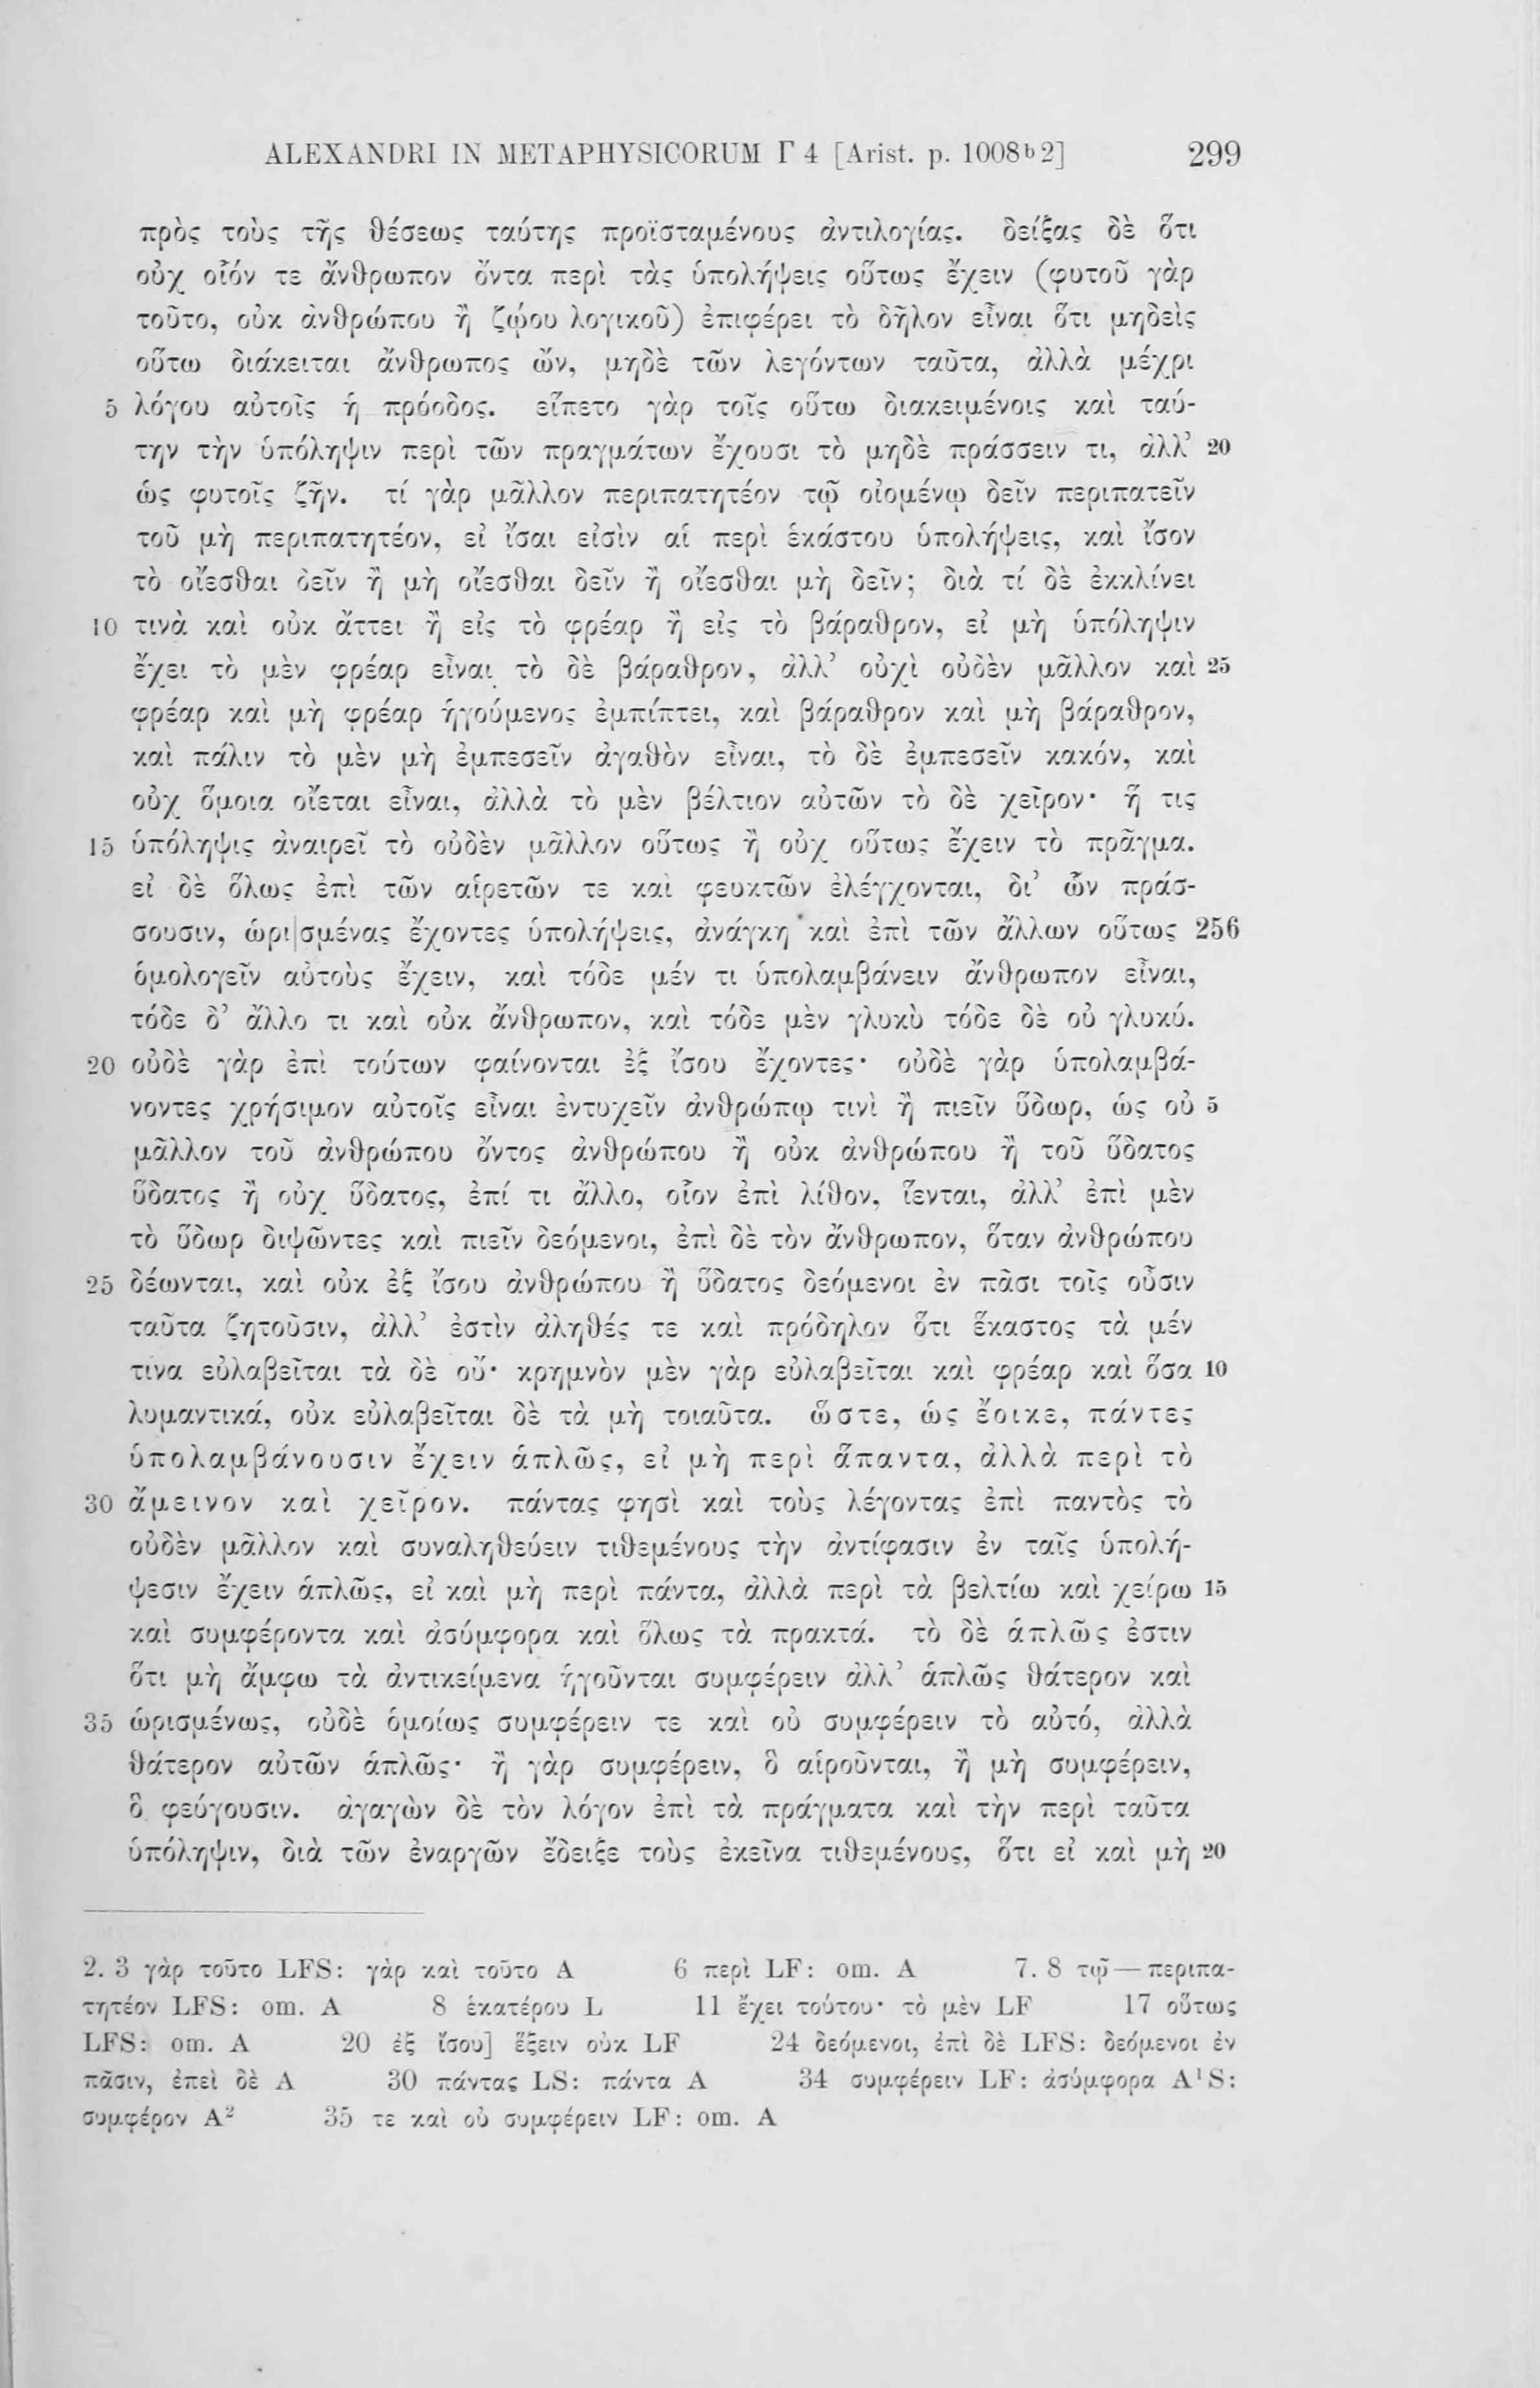 ALEXANDRI IN METAPHYSICORUM Γ 4 [Arist. p. 1008ᵇ2] 299
πρὸς τοὺς τῆς θέσεως ταύτης προϊσταμένους ἀντιλογίας. δείξας δὲ ὅτι
οὐχ οἷόν τε ἄνθρωπον ὄντα περὶ τὰς ὑπολήψεις οὕτως ἔχειν (φυτοῦ γὰρ
τοῦτο, οὐκ ἀνθρώπου ἢ ζῴου λογικοῦ) ἐπιφέρει τὸ δῆλον εἶναι ὅτι μηδεὶς
οὕτω διάκειται ἄνθρωπος ὤν, μηδὲ τῶν λεγόντων ταῦτα, ἀλλὰ μέχρι
5 λόγου αὐτοῖς ἡ πρόοδος. εἵπετο γὰρ τοῖς οὕτω διακειμένοις καὶ ταύ-
την τὴν ὑπόληψιν περὶ τῶν πραγμάτων ἔχουσι τὸ μηδὲ πράσσειν τι, ἀλλ’ 20
ὡς φυτοῖς ζῆν. τί γὰρ μᾶλλον περιπατητέον τῷ οἰομένῳ δεῖν περιπατεῖν
τοῦ μὴ περιπατητέον, εἰ ἴσαι εἰσὶν αἱ περὶ ἑκάστου ὑπολήψεις, καὶ ἴσον
τὸ οἴεσθαι δεῖν ἢ μὴ οἴεσθαι δεῖν ἢ οἴεσθαι μὴ δεῖν; διὰ τί δὲ ἐκκλίνει
10 τινὰ καὶ οὐκ ἄττει ἢ εἰς τὸ φρέαρ ἢ εἰς τὸ βάραθρον, εἰ μὴ ὑπόληψιν
ἔχει τὸ μὲν φρέαρ εἶναι τὸ δὲ βάραθρον, ἀλλ’ οὐχὶ οὐδὲν μᾶλλον καὶ 25
φρέαρ καὶ μὴ φρέαρ ἡγούμενος ἐμπίπτει, καὶ βάραθρον καὶ μὴ βάραθρον,
καὶ πάλιν τὸ μὲν μὴ ἐμπεσεῖν ἀγαθὸν εἶναι, τὸ δὲ ἐμπεσεῖν κακόν, καὶ
οὐχ ὅμοια οἴεται εἶναι, ἀλλὰ τὸ μὲν βέλτιον αὐτῶν τὸ δὲ χεῖρον· ἥ τις
15 ὑπόληψις ἀναιρεῖ τὸ οὐδὲν μᾶλλον οὕτως ἢ οὐχ οὕτως ἔχειν τὸ πρᾶγμα.
εἰ δὲ ὅλως ἐπὶ τῶν αἱρετῶν τε καὶ φευκτῶν ἐλέγχονται, δι’ ὧν πράσ-
σουσιν, ὡρι|σμένας ἔχοντες ὑπολήψεις, ἀνάγκη καὶ ἐπὶ τῶν ἄλλων οὕτως 256
ὁμολογεῖν αὐτοὺς ἔχειν, καὶ τόδε μέν τι ὑπολαμβάνειν ἄνθρωπον εἶναι,
τόδε δ’ ἄλλο τι καὶ οὐκ ἄνθρωπον, καὶ τόδε μὲν γλυκὺ τόδε δὲ οὐ γλυκύ.
20 οὐδὲ γὰρ ἐπὶ τούτων φαίνονται ἐξ ἴσου ἔχοντες· οὐδὲ γὰρ ὑπολαμβά-
νοντες χρήσιμον αὐτοῖς εἶναι ἐντυχεῖν ἀνθρώπῳ τινὶ ἢ πιεῖν ὕδωρ, ὡς οὐ 5
μᾶλλον τοῦ ἀνθρώπου ὄντος ἀνθρώπου ἢ οὐκ ἀνθρώπου ἢ τοῦ ὕδατος
ὕδατος ἢ οὐχ ὕδατος, ἐπί τι ἄλλο, οἷον ἐπὶ λίθον, ἵενται, ἀλλ’ ἐπὶ μὲν
τὸ ὕδωρ διψῶντες καὶ πιεῖν δεόμενοι, ἐπὶ δὲ τὸν ἄνθρωπον, ὅταν ἀνθρώπου
25 δέωνται, καὶ οὐκ ἐξ ἴσου ἀνθρώπου ἢ ὕδατος δεόμενοι ἐν πᾶσι τοῖς οὖσιν
ταῦτα ζητοῦσιν, ἀλλ’ ἐστὶν ἀληθές τε καὶ πρόδηλον ὅτι ἕκαστος τὰ μέν
τινα εὐλαβεῖται τὰ δὲ οὔ· κρημνὸν μὲν γὰρ εὐλαβεῖται καὶ φρέαρ καὶ ὅσα 10
λυμαντικά, οὐκ εὐλαβεῖται δὲ τὰ μὴ τοιαῦτα. ὥστε, ὡς ἔοικε, πάντες
ὑπολαμβάνουσιν ἔχειν ἁπλῶς, εἰ μὴ περὶ ἅπαντα, ἀλλὰ περὶ τὸ
30 ἄμεινον καὶ χεῖρον. πάντας φησὶ καὶ τοὺς λέγοντας ἐπὶ παντὸς τὸ
οὐδὲν μᾶλλον καὶ συναληθεύειν τιθεμένους τὴν ἀντίφασιν ἐν ταῖς ὑπολή-
ψεσιν ἔχειν ἁπλῶς, εἰ καὶ μὴ περὶ πάντα, ἀλλὰ περὶ τὰ βελτίω καὶ χείρω 15
καὶ συμφέροντα καὶ ἀσύμφορα καὶ ὅλως τὰ πρακτά. τὸ δὲ ἁπλῶς ἐστιν
ὅτι μὴ ἄμφω τὰ ἀντικείμενα ἡγοῦνται συμφέρειν ἀλλ’ ἁπλῶς θάτερον καὶ
35 ὡρισμένως, οὐδὲ ὁμοίως συμφέρειν τε καὶ οὐ συμφέρειν τὸ αὐτό, ἀλλὰ
θάτερον αὐτῶν ἁπλῶς· ἢ γὰρ συμφέρειν, ὃ αἱροῦνται, ἢ μὴ συμφέρειν,
ὃ φεύγουσιν. ἀγαγὼν δὲ τὸν λόγον ἐπὶ τὰ πράγματα καὶ τὴν περὶ ταῦτα
ὑπόληψιν, διὰ τῶν ἐναργῶν ἔδειξε τοὺς ἐκεῖνα τιθεμένους, ὅτι εἰ καὶ μὴ 20
2. 3 γὰρ τοῦτο LFS: γὰρ καὶ τοῦτο A 6 περὶ LF: om. A 7. 8 τῷ — περιπα-
τητέον LFS: om. A 8 ἑκατέρου L 11 ἔχει τούτου· τὸ μὲν LF 17 οὕτως
LFS: om. A 20 ἐξ ἴσου] ἕξειν οὐκ LF 24 δεόμενοι, ἐπὶ δὲ LFS: δεόμενοι ἐν
πᾶσιν, ἐπεὶ δὲ A 30 πάντας LS: πάντα A 34 συμφέρειν LF: ἀσύμφορα A¹S:
συμφέρον A² 35 τε καὶ οὐ συμφέρειν LF: om. A